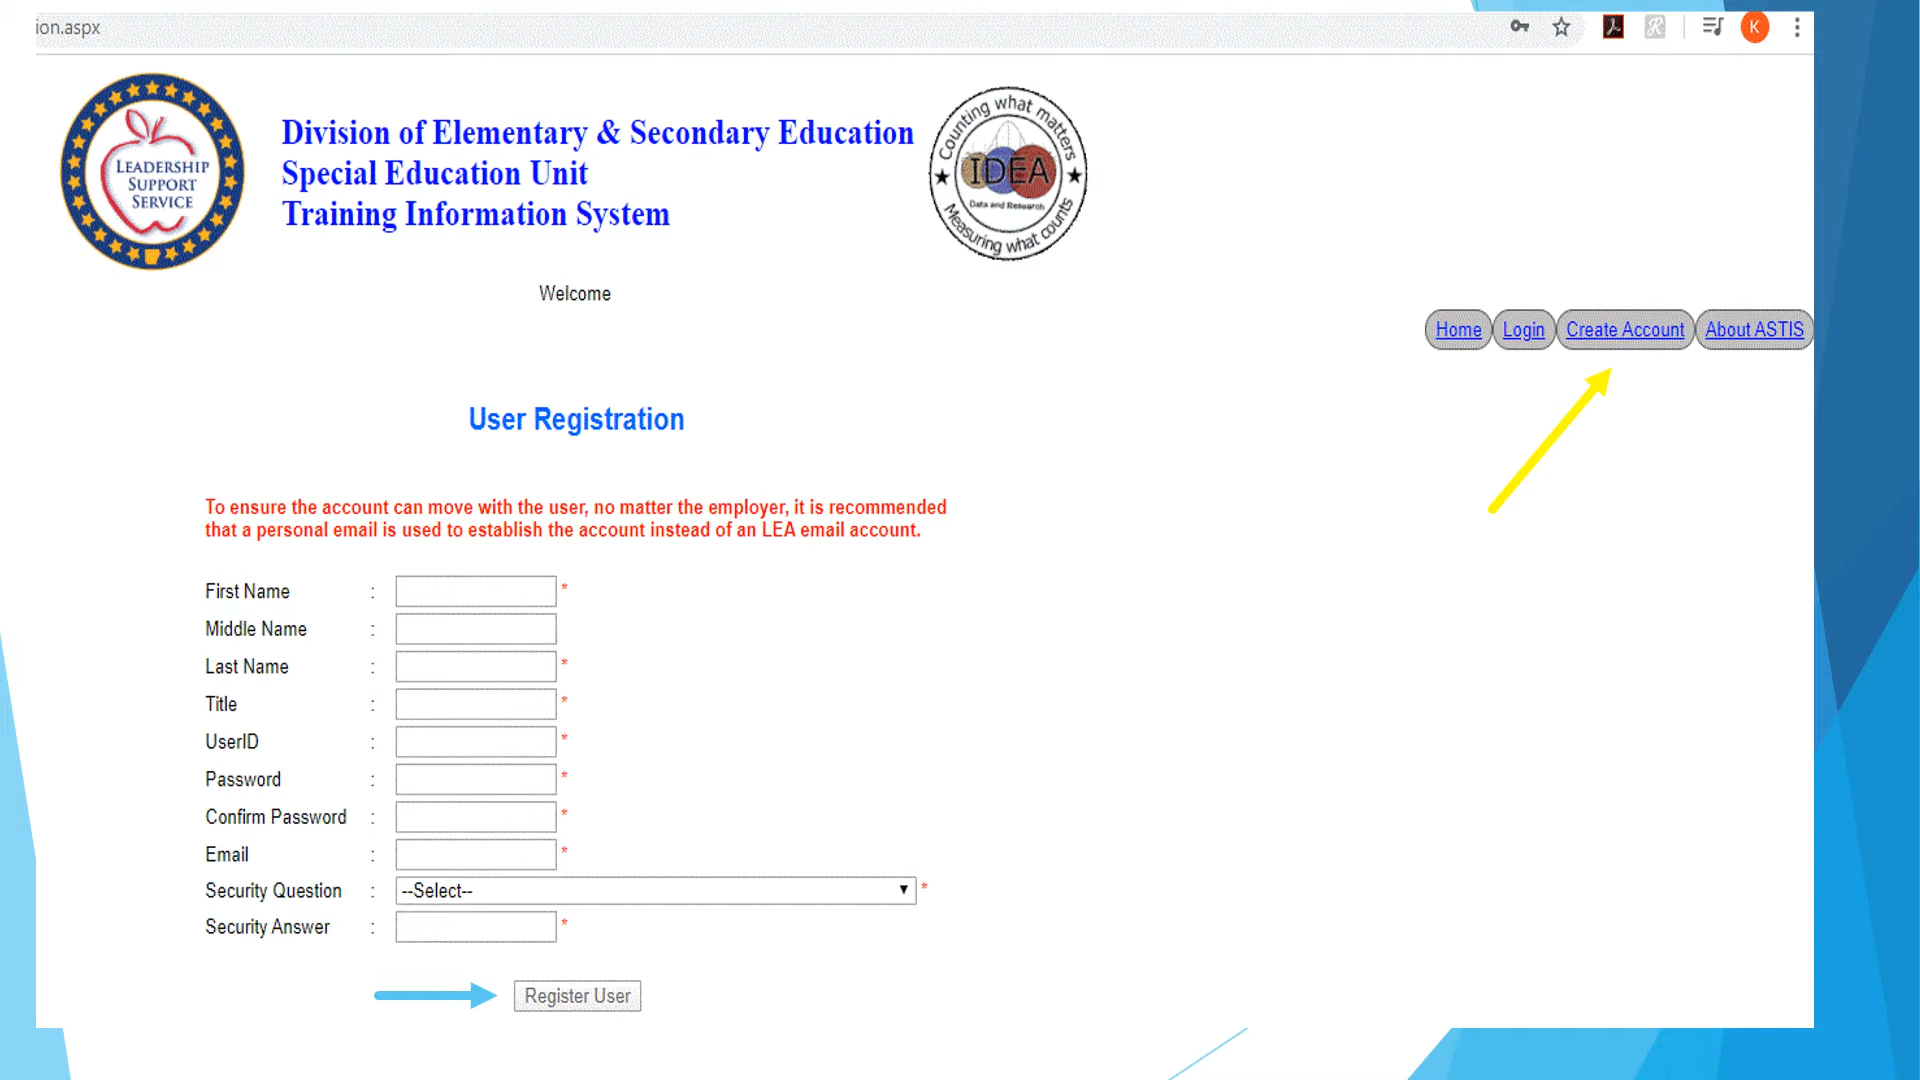 ion.aspx
K
LEADERSHIP
SUPPORT
SERVICE
Division of Elementary & Secondary Education
Special Education Unit
Training Information System
Counting what matters
IDEA
Data and Research
Measuring what counts
Welcome
Home Login Create Account About ASTIS
User Registration
To ensure the account can move with the user, no matter the employer, it is recommended
that a personal email is used to establish the account instead of an LEA email account.
First Name : *
Middle Name :
Last Name : *
Title : *
UserID : *
Password : *
Confirm Password : *
Email : *
Security Question : --Select-- *
Security Answer : *
Register User